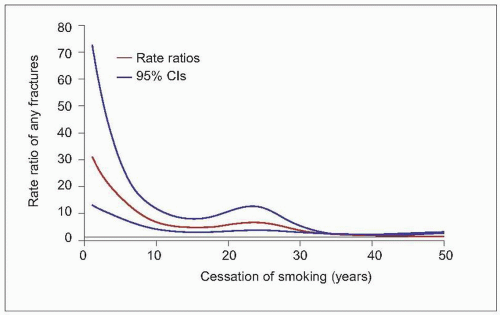 80
70
60
50
40
30
20
10
0
Rate ratio of any fractures
Rate ratios
95% CIs
0 10 20 30 40 50
Cessation of smoking (years)